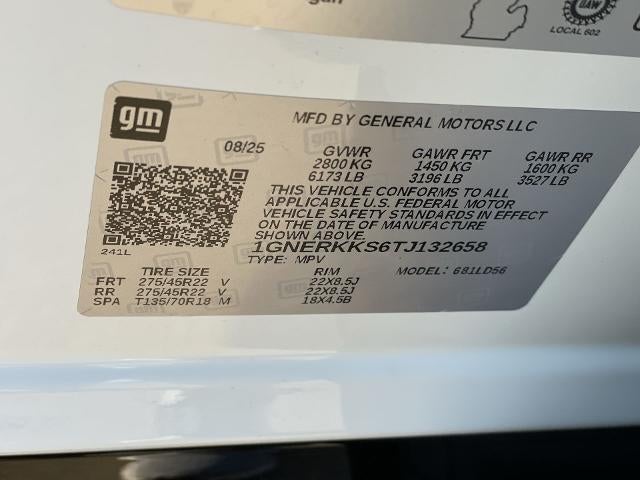 gan
UAW
LOCAL 602
gm
MFD BY GENERAL MOTORS LLC
08/25 GVWR GAWR FRT GAWR RR
2800 KG 1450 KG 1600 KG
6173 LB 3196 LB 3527 LB
THIS VEHICLE CONFORMS TO ALL
APPLICABLE U.S. FEDERAL MOTOR
VEHICLE SAFETY STANDARDS IN EFFECT
ON THE DATE OF MANUFACTURE
SHOWN ABOVE.
241L 1GNERKKS6TJ132658
TYPE: MPV MODEL: 681LD56
TIRE SIZE RIM
FRT 275/45R22 V 22X8.5J
RR 275/45R22 V 22X8.5J
SPA T135/70R18 M 18X4.5B